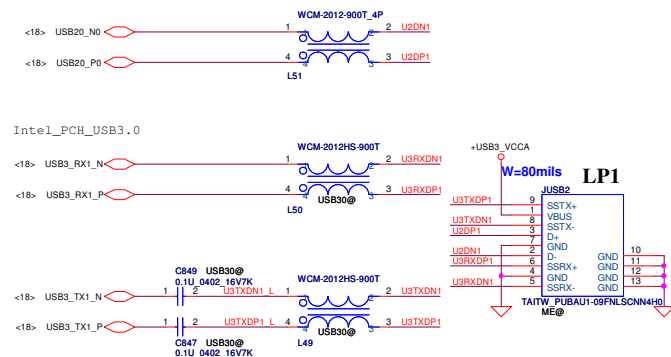 WCM-2012-900T_4P
<18> USB20_N0 1 2 U2DN1
<18> USB20_P0 4 3 U2DP1
L51
Intel_PCH_USB3.0
WCM-2012HS-900T
<18> USB3_RX1_N 1 2 U3RXDN1
<18> USB3_RX1_P 4 3 U3RXDP1
L50 USB30@
+USB3_VCCA
W=80mils LP1
JUSB2
U3TXDP1 9 SSTX+
1 VBUS
U3TXDN1 8 SSTX-
U2DP1 3 D+
7 GND
U2DN1 2 D- GND 10
U3RXDP1 6 SSRX+ GND 11
4 GND GND 12
U3RXDN1 5 SSRX- GND 13
TAITW_PUBAU1-09FNLSCNN4H0
ME@
C849 USB30@
0.1U_0402_16V7K
WCM-2012HS-900T
<18> USB3_TX1_N 1 2 U3TXDN1_L 1 2 U3TXDN1
<18> USB3_TX1_P 1 2 U3TXDP1_L 4 3 U3TXDP1
C847 USB30@
0.1U_0402_16V7K
L49 USB30@